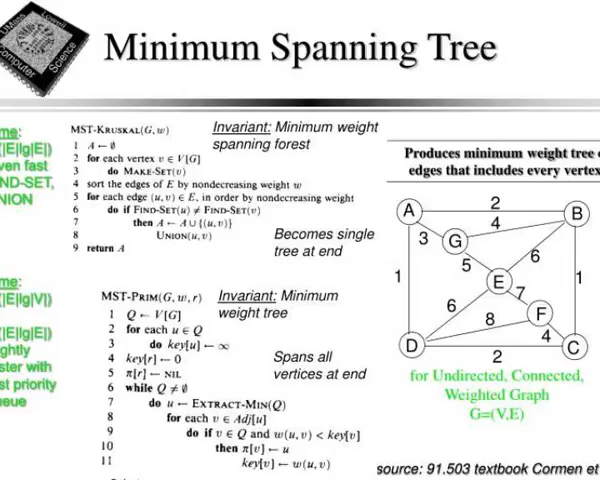 UMass
Lowell
Computer
Science
Minimum Spanning Tree
me:
(|E|lg|E|)
ven fast
ND-SET,
NION
MST-KRUSKAL(G, w)
1 A ← ∅
2 for each vertex v ∈ V[G]
3 do MAKE-SET(v)
4 sort the edges of E by nondecreasing weight w
5 for each edge (u, v) ∈ E, in order by nondecreasing weight
6 do if FIND-SET(u) ≠ FIND-SET(v)
7 then A ← A ∪ {(u, v)}
8 UNION(u, v)
9 return A
Invariant: Minimum weight
spanning forest
Becomes single
tree at end
me:
(|E|lg|V|)
(|E|lg|E|)
ghtly
ster with
st priority
eue
MST-PRIM(G, w, r)
1 Q ← V[G]
2 for each u ∈ Q
3 do key[u] ← ∞
4 key[r] ← 0
5 π[r] ← NIL
6 while Q ≠ ∅
7 do u ← EXTRACT-MIN(Q)
8 for each v ∈ Adj[u]
9 do if v ∈ Q and w(u, v) < key[v]
10 then π[v] ← u
11 key[v] ← w(u, v)
Invariant: Minimum
weight tree
Spans all
vertices at end
Produces minimum weight tree o
edges that includes every vertex
A 2 B
3 G 4
5 6
1 E 1
6 7
8 F
4
D 2 C
for Undirected, Connected,
Weighted Graph
G=(V,E)
source: 91.503 textbook Cormen et